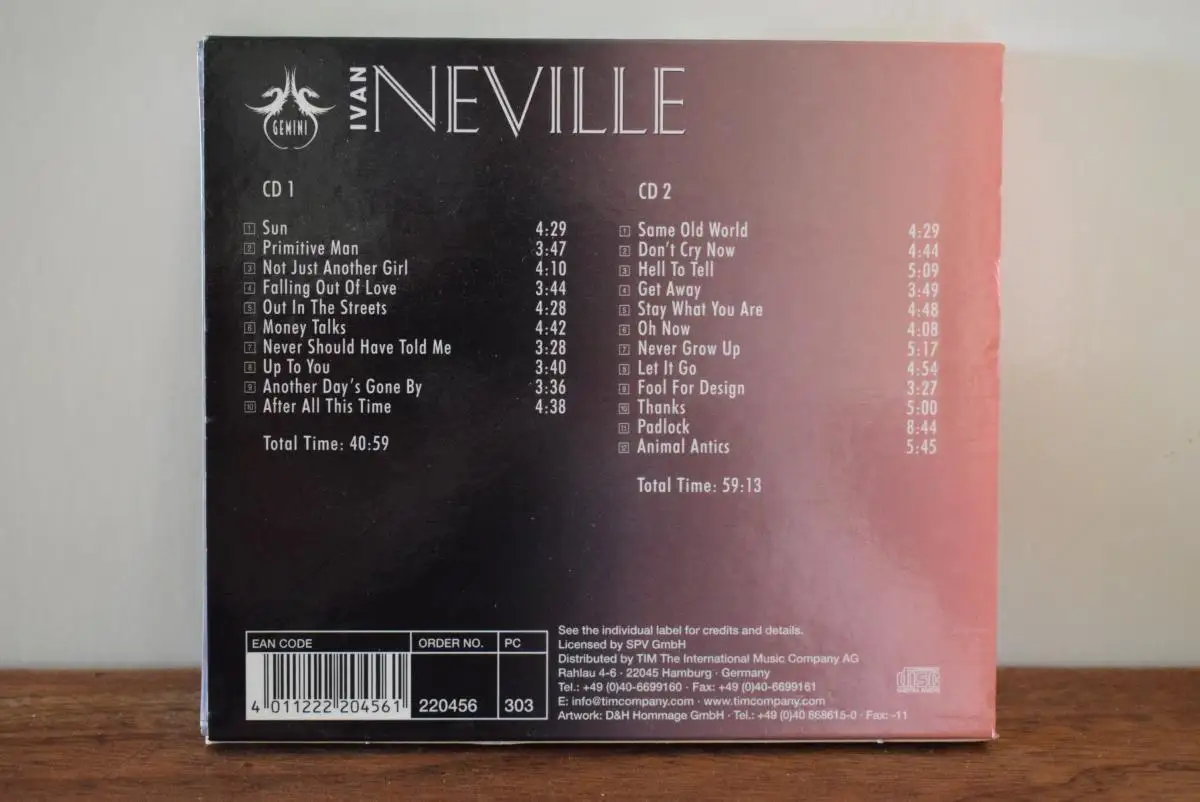 GEMINI
IVAN
NEVILLE
CD 1
1 Sun 4:29
2 Primitive Man 3:47
3 Not Just Another Girl 4:10
4 Falling Out Of Love 3:44
5 Out In The Streets 4:28
6 Money Talks 4:42
7 Never Should Have Told Me 3:28
8 Up To You 3:40
9 Another Day's Gone By 3:36
10 After All This Time 4:38
Total Time: 40:59
CD 2
1 Same Old World 4:29
2 Don't Cry Now 4:44
3 Hell To Tell 5:09
4 Get Away 3:49
5 Stay What You Are 4:48
6 Oh Now 4:08
7 Never Grow Up 5:17
8 Let It Go 4:54
9 Fool For Design 3:27
10 Thanks 5:00
11 Padlock 8:44
12 Animal Antics 5:45
Total Time: 59:13
EAN CODE ORDER NO. PC
4 011222 204561 220456 303
See the individual label for credits and details.
Licensed by SPV GmbH
Distributed by TIM The International Music Company AG
Rahlau 4-6 · 22045 Hamburg · Germany
Tel.: +49 (0)40-6699160 · Fax: +49 (0)40-6699161
E: info@timcompany.com · www.timcompany.com
Artwork: D&H Hommage GmbH · Tel.: +49 (0)40 668615-0 · Fax: -11
COMPACT
disc
DIGITAL AUDIO